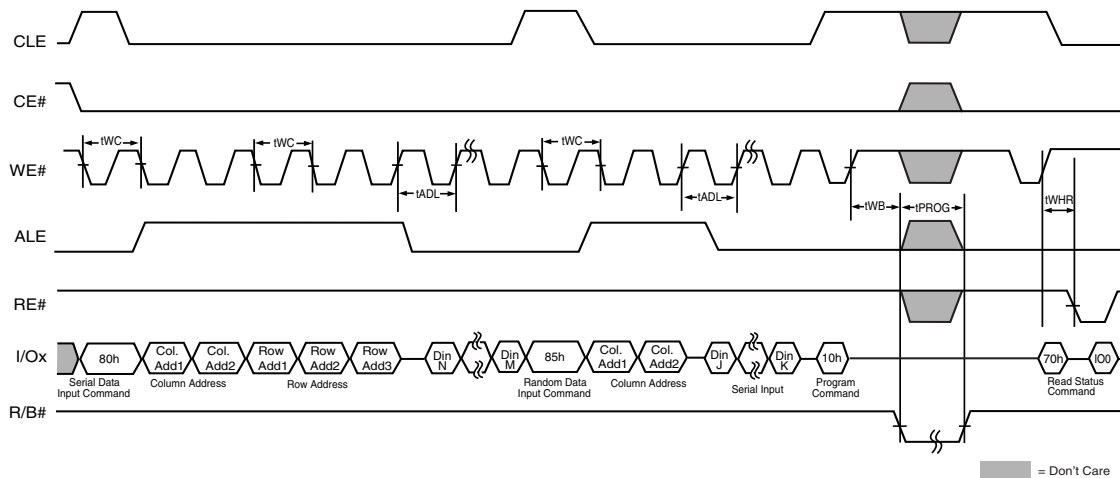 CLE
CE#
tWC
tWC
tWC
WE#
tADL
tADL
tWB
tPROG
tWHR
ALE
RE#
I/Ox
80h
Col. Add1
Col. Add2
Row Add1
Row Add2
Row Add3
Din N
Din M
85h
Col. Add1
Col. Add2
Din J
Din K
10h
70h
IO0
Serial Data
Input Command
Column Address
Row Address
Random Data
Input Command
Column Address
Serial Input
Program
Command
Read Status
Command
R/B#
= Don't Care